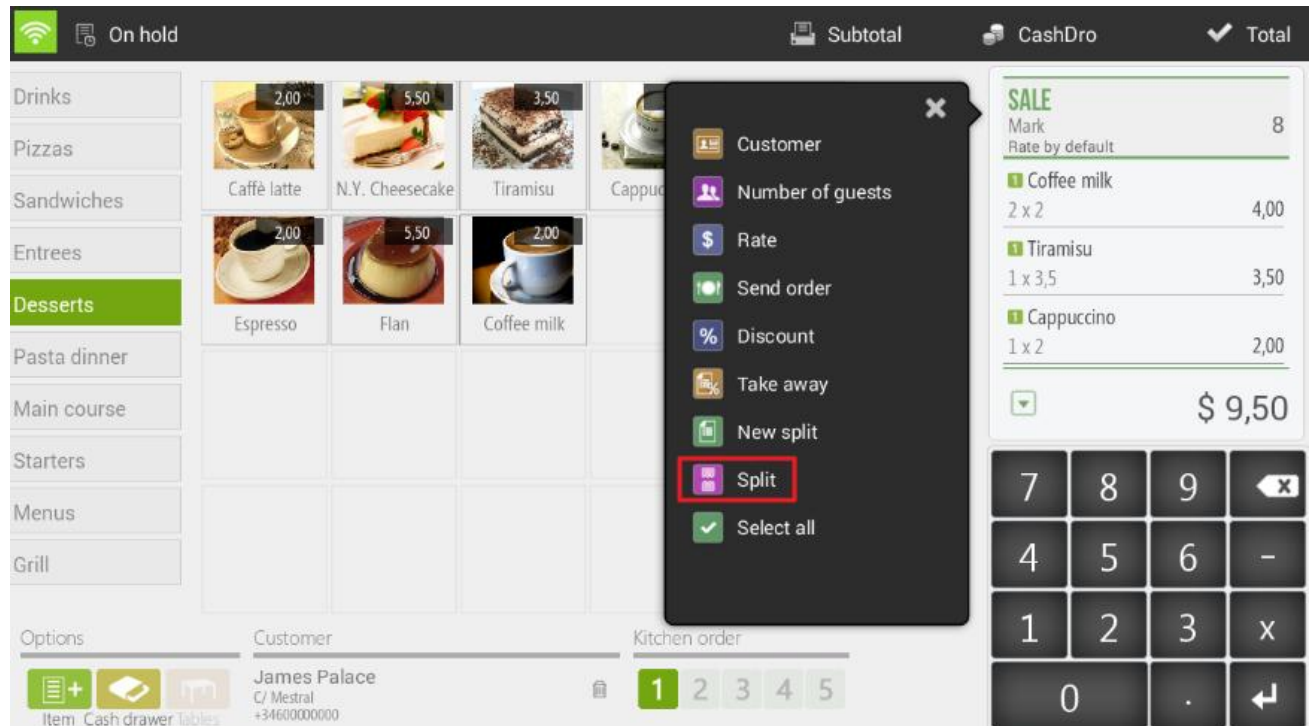 On hold
Subtotal
CashDro
Total
Drinks
Pizzas
Sandwiches
Entrees
Desserts
Pasta dinner
Main course
Starters
Menus
Grill
2,00
5,50
3,50
Caffè latte
N.Y. Cheesecake
Tiramisu
2,00
5,50
2,00
Espresso
Flan
Coffee milk
Customer
Number of guests
$ Rate
Send order
% Discount
Take away
New split
Split
Select all
SALE
Mark 8
Rate by default
1 Coffee milk
2 x 2 4,00
1 Tiramisu
1 x 3,5 3,50
1 Cappuccino
1 x 2 2,00
$ 9,50
7 8 9 x
4 5 6 -
1 2 3 x
0 .
Options
Item Cash drawer Tables
Customer
James Palace
C/ Mestral
+34600000000
Kitchen order
1 2 3 4 5